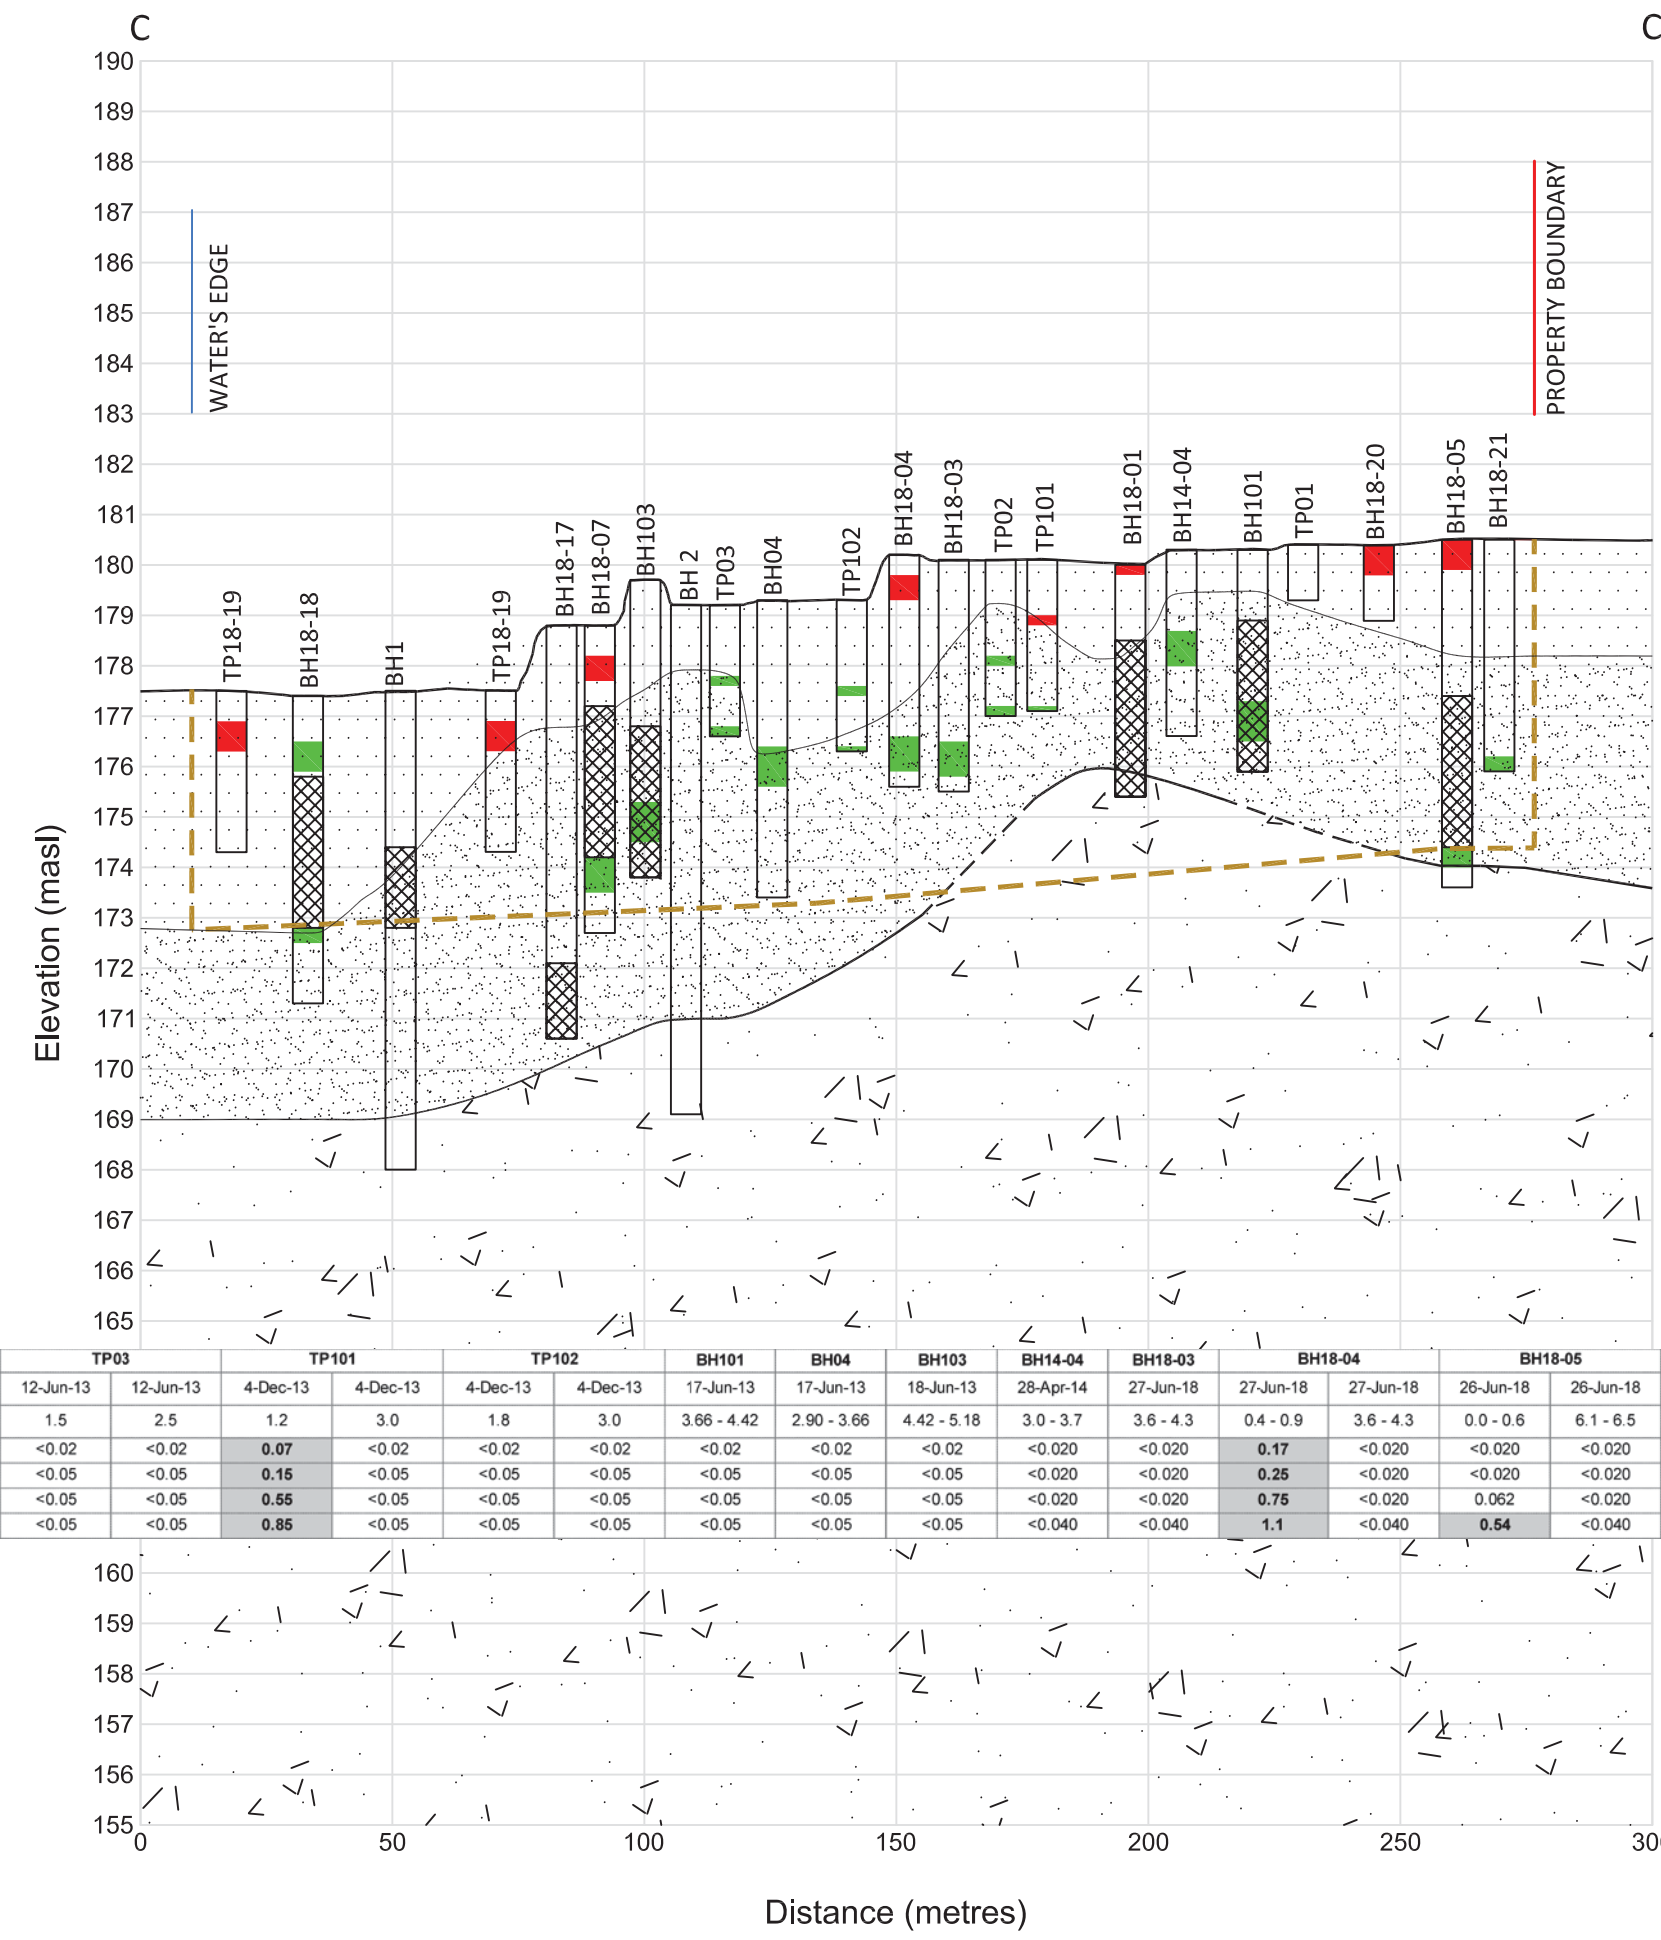 C
C
190
189
188
187
186
185
184
183
182
181
180
179
178
177
176
175
174
173
172
171
170
169
168
167
166
165
160
159
158
157
156
155
Elevation (masl)
WATER'S EDGE
PROPERTY BOUNDARY
TP18-19
BH18-18
BH1
TP18-19
BH18-17
BH18-07
BH103
BH 2
TP03
BH04
TP102
BH18-04
BH18-03
TP02
TP101
BH18-01
BH14-04
BH101
TP01
BH18-20
BH18-05
BH18-21
TP03 TP101 TP102 BH101 BH04 BH103 BH14-04 BH18-03 BH18-04 BH18-05
12-Jun-13 12-Jun-13 4-Dec-13 4-Dec-13 4-Dec-13 4-Dec-13 17-Jun-13 17-Jun-13 18-Jun-13 28-Apr-14 27-Jun-18 27-Jun-18 27-Jun-18 26-Jun-18 26-Jun-18
1.5 2.5 1.2 3.0 1.8 3.0 3.66 - 4.42 2.90 - 3.66 4.42 - 5.18 3.0 - 3.7 3.6 - 4.3 0.4 - 0.9 3.6 - 4.3 0.0 - 0.6 6.1 - 6.5
<0.02 <0.02 0.07 <0.02 <0.02 <0.02 <0.02 <0.02 <0.02 <0.020 <0.020 0.17 <0.020 <0.020 <0.020
<0.05 <0.05 0.15 <0.05 <0.05 <0.05 <0.05 <0.05 <0.05 <0.020 <0.020 0.25 <0.020 <0.020 <0.020
<0.05 <0.05 0.55 <0.05 <0.05 <0.05 <0.05 <0.05 <0.05 <0.020 <0.020 0.75 <0.020 0.062 <0.020
<0.05 <0.05 0.85 <0.05 <0.05 <0.05 <0.05 <0.05 <0.05 <0.040 <0.040 1.1 <0.040 0.54 <0.040
0 50 100 150 200 250 30
Distance (metres)